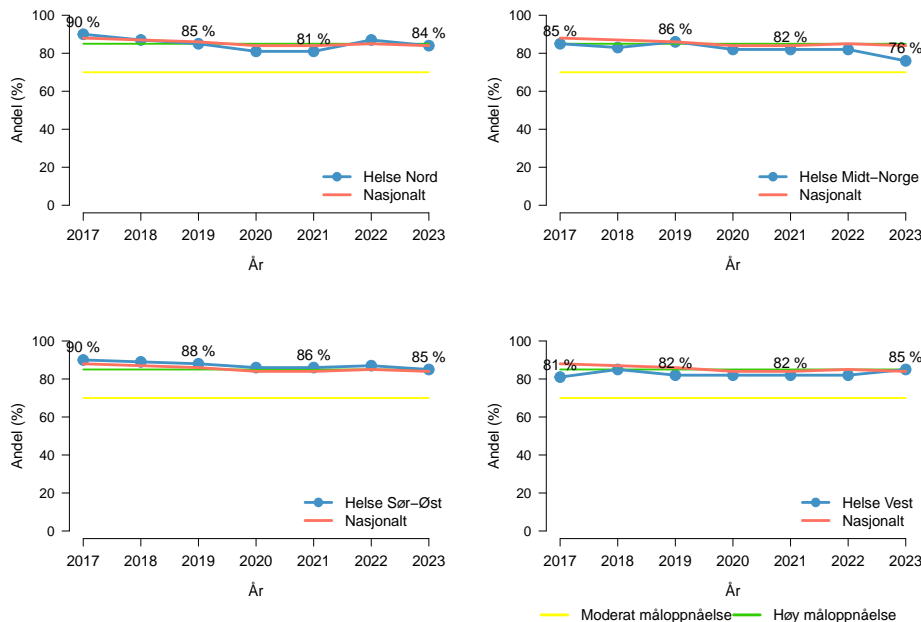 90 %
85 %
81 %
84 %
100
80
60
40
20
0
Andel (%)
Helse Nord
Nasjonalt
2017 2018 2019 2020 2021 2022 2023
År
85 %
86 %
82 %
76 %
100
80
60
40
20
0
Andel (%)
Helse Midt−Norge
Nasjonalt
2017 2018 2019 2020 2021 2022 2023
År
90 %
88 %
86 %
85 %
100
80
60
40
20
0
Andel (%)
Helse Sør−Øst
Nasjonalt
2017 2018 2019 2020 2021 2022 2023
År
81 %
82 %
82 %
85 %
100
80
60
40
20
0
Andel (%)
Helse Vest
Nasjonalt
2017 2018 2019 2020 2021 2022 2023
År
Moderat måloppnåelse Høy måloppnåelse